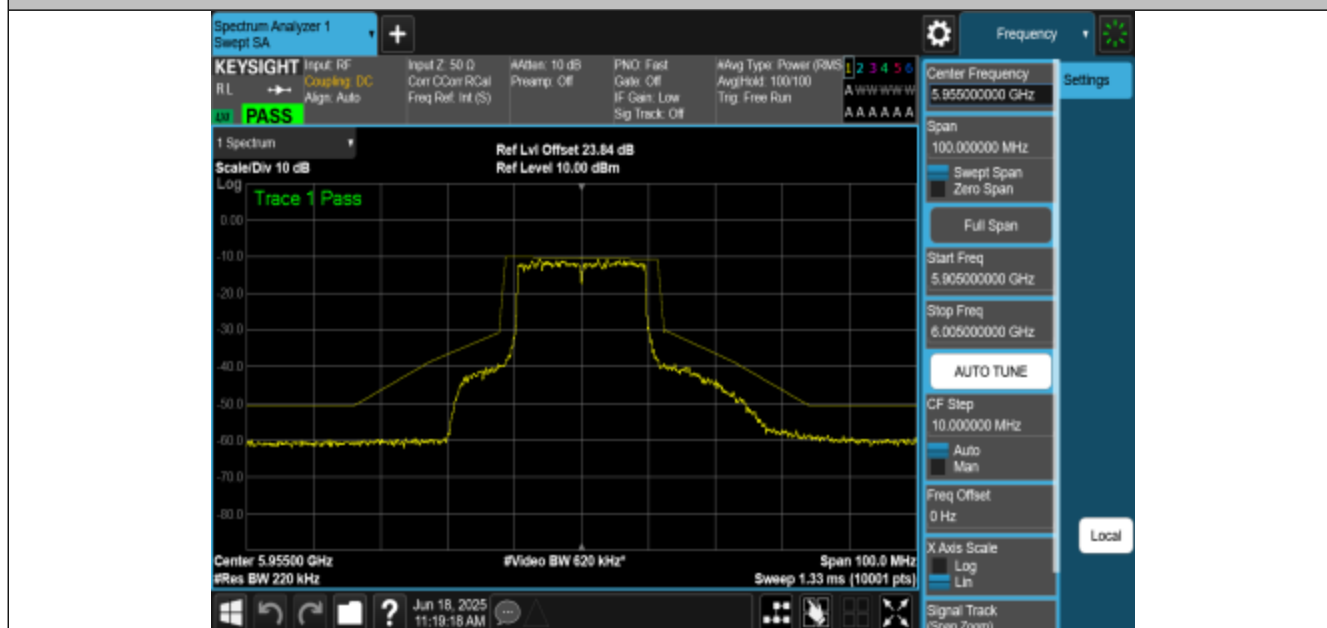 Spectrum Analyzer 1
Swept SA
+
Frequency
KEYSIGHT
RL
PASS
Input: RF
Coupling: DC
Align: Auto
Input Z: 50 Ω
Corr CCorr RCal
Freq Ref: Int (S)
#Atten: 10 dB
Preamp: Off
PNO: Fast
Gate: Off
IF Gain: Low
Sig Track: Off
#Avg Type: Power (RMS
Avg|Hold: 100/100
Trig: Free Run
1 2 3 4 5 6
A W W W W W
A A A A A A
Center Frequency
5.955000000 GHz
Settings
1 Spectrum
Scale/Div 10 dB
Ref Lvl Offset 23.84 dB
Ref Level 10.00 dBm
Log
Trace 1 Pass
0.00
-10.0
-20.0
-30.0
-40.0
-50.0
-60.0
-70.0
-80.0
Span
100.000000 MHz
Swept Span
Zero Span
Full Span
Start Freq
5.905000000 GHz
Stop Freq
6.005000000 GHz
AUTO TUNE
CF Step
10.000000 MHz
Auto
Man
Freq Offset
0 Hz
X Axis Scale
Log
Lin
Signal Track
(Span Zoom)
Local
Center 5.95500 GHz
#Video BW 620 kHz*
Span 100.0 MHz
#Res BW 220 kHz
Sweep 1.33 ms (10001 pts)
?
Jun 18, 2025
11:19:18 AM